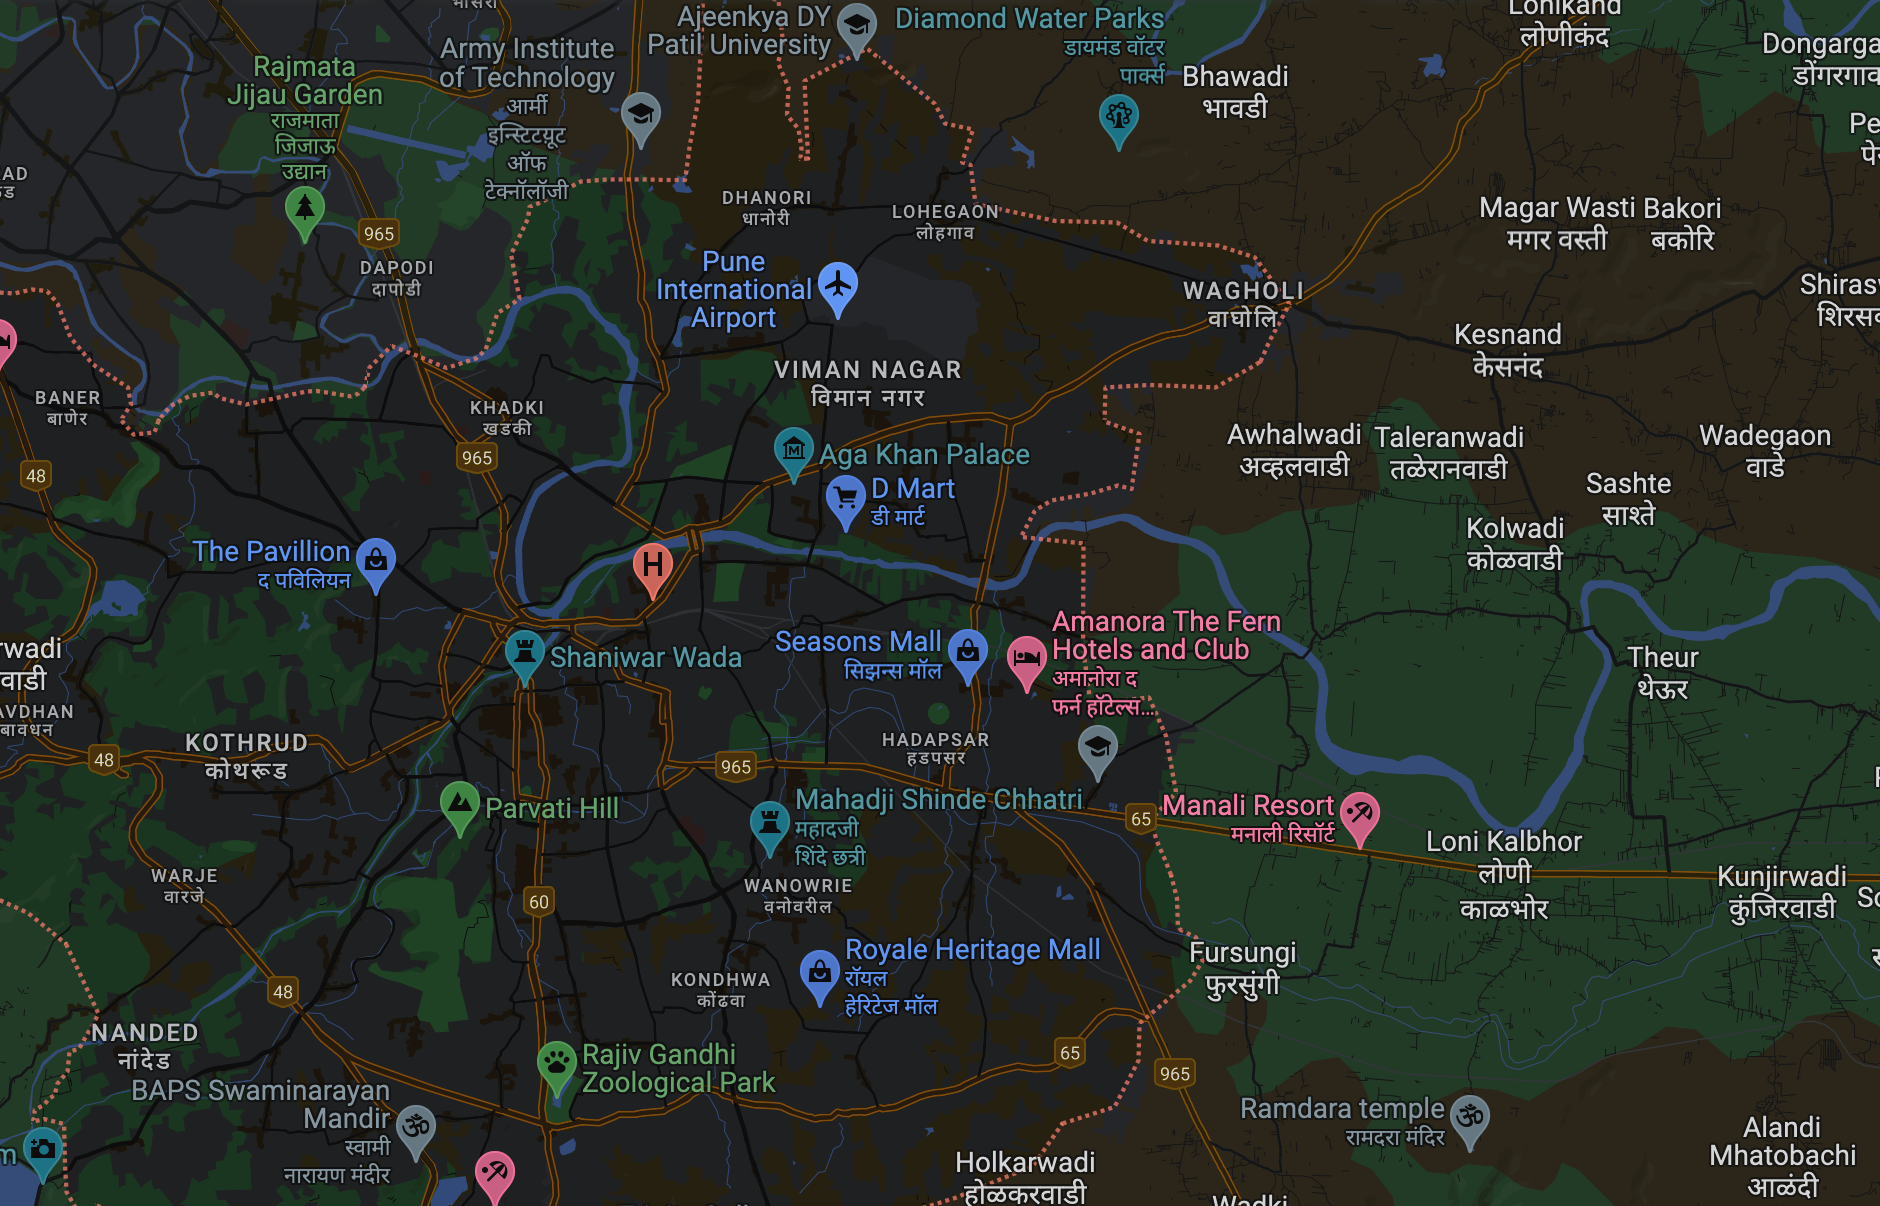 Ajeenkya DY
Patil University
Diamond Water Parks
डायमंड वॉटर
पार्क्स
लोणीकंद
Army Institute
of Technology
आर्मी
इन्स्टिट्यूट
ऑफ
टेक्नॉलॉजी
Rajmata
Jijau Garden
राजमाता
जिजाऊ
उद्यान
Bhawadi
भावडी
DHANORI
धानोरी
LOHEGAON
लोहगाव
Magar Wasti
मगर वस्ती
Bakori
बकोरि
965
DAPODI
दापोडी
Pune
International
Airport
WAGHOLI
वाघोलि
Kesnand
केसनंद
VIMAN NAGAR
विमान नगर
BANER
बाणेर
KHADKI
खडकी
965
48
Aga Khan Palace
D Mart
डी मार्ट
Awhalwadi
अव्हलवाडी
Taleranwadi
तळेरानवाडी
Wadegaon
वाडे
Sashte
साश्ते
Kolwadi
कोळवाडी
The Pavillion
द पविलियन
H
Shaniwar Wada
Seasons Mall
सिझन्स मॉल
Amanora The Fern
Hotels and Club
अमानोरा द
फर्न हॉटेल्स...
Theur
थेऊर
HADAPSAR
हडपसर
KOTHRUD
कोथरूड
48
965
Parvati Hill
Mahadji Shinde Chhatri
महादजी
शिंदे छत्री
65
Manali Resort
मनाली रिसॉर्ट
Loni Kalbhor
लोणी
काळभोर
Kunjirwadi
कुंजिरवाडी
WARJE
वारजे
WANOWRIE
वनोवरील
60
Royale Heritage Mall
रॉयल
हेरिटेज मॉल
Fursungi
फुरसुंगी
KONDHWA
कोंढवा
48
NANDED
नांदेड
65
965
Rajiv Gandhi
Zoological Park
BAPS Swaminarayan
Mandir
स्वामी
नारायण मंदीर
Ramdara temple
रामदरा मंदिर
Holkarwadi
होळकरवाडी
Alandi
Mhatobachi
आळंदी